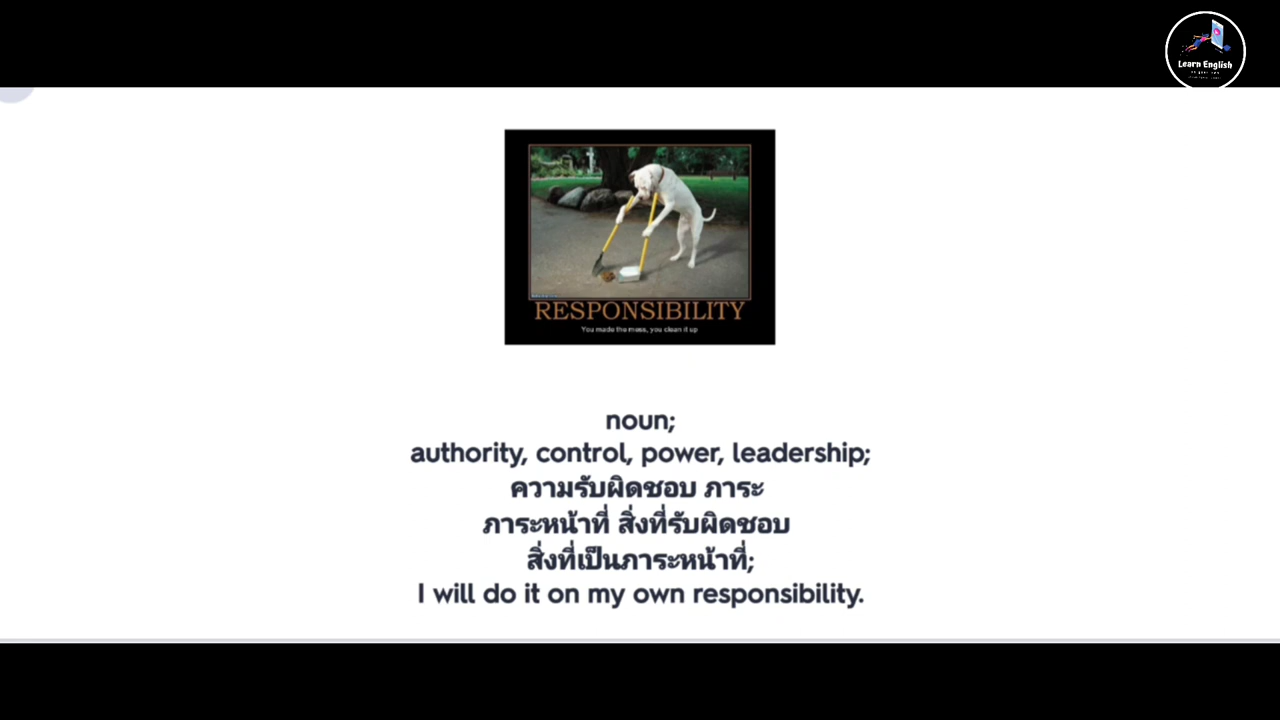 Learn English
RESPONSIBILITY
You made the mess, you clean it up
noun;
authority, control, power, leadership;
ความรับผิดชอบ ภาระ
ภาระหน้าที่ สิ่งที่รับผิดชอบ
สิ่งที่เป็นภาระหน้าที่;
I will do it on my own responsibility.